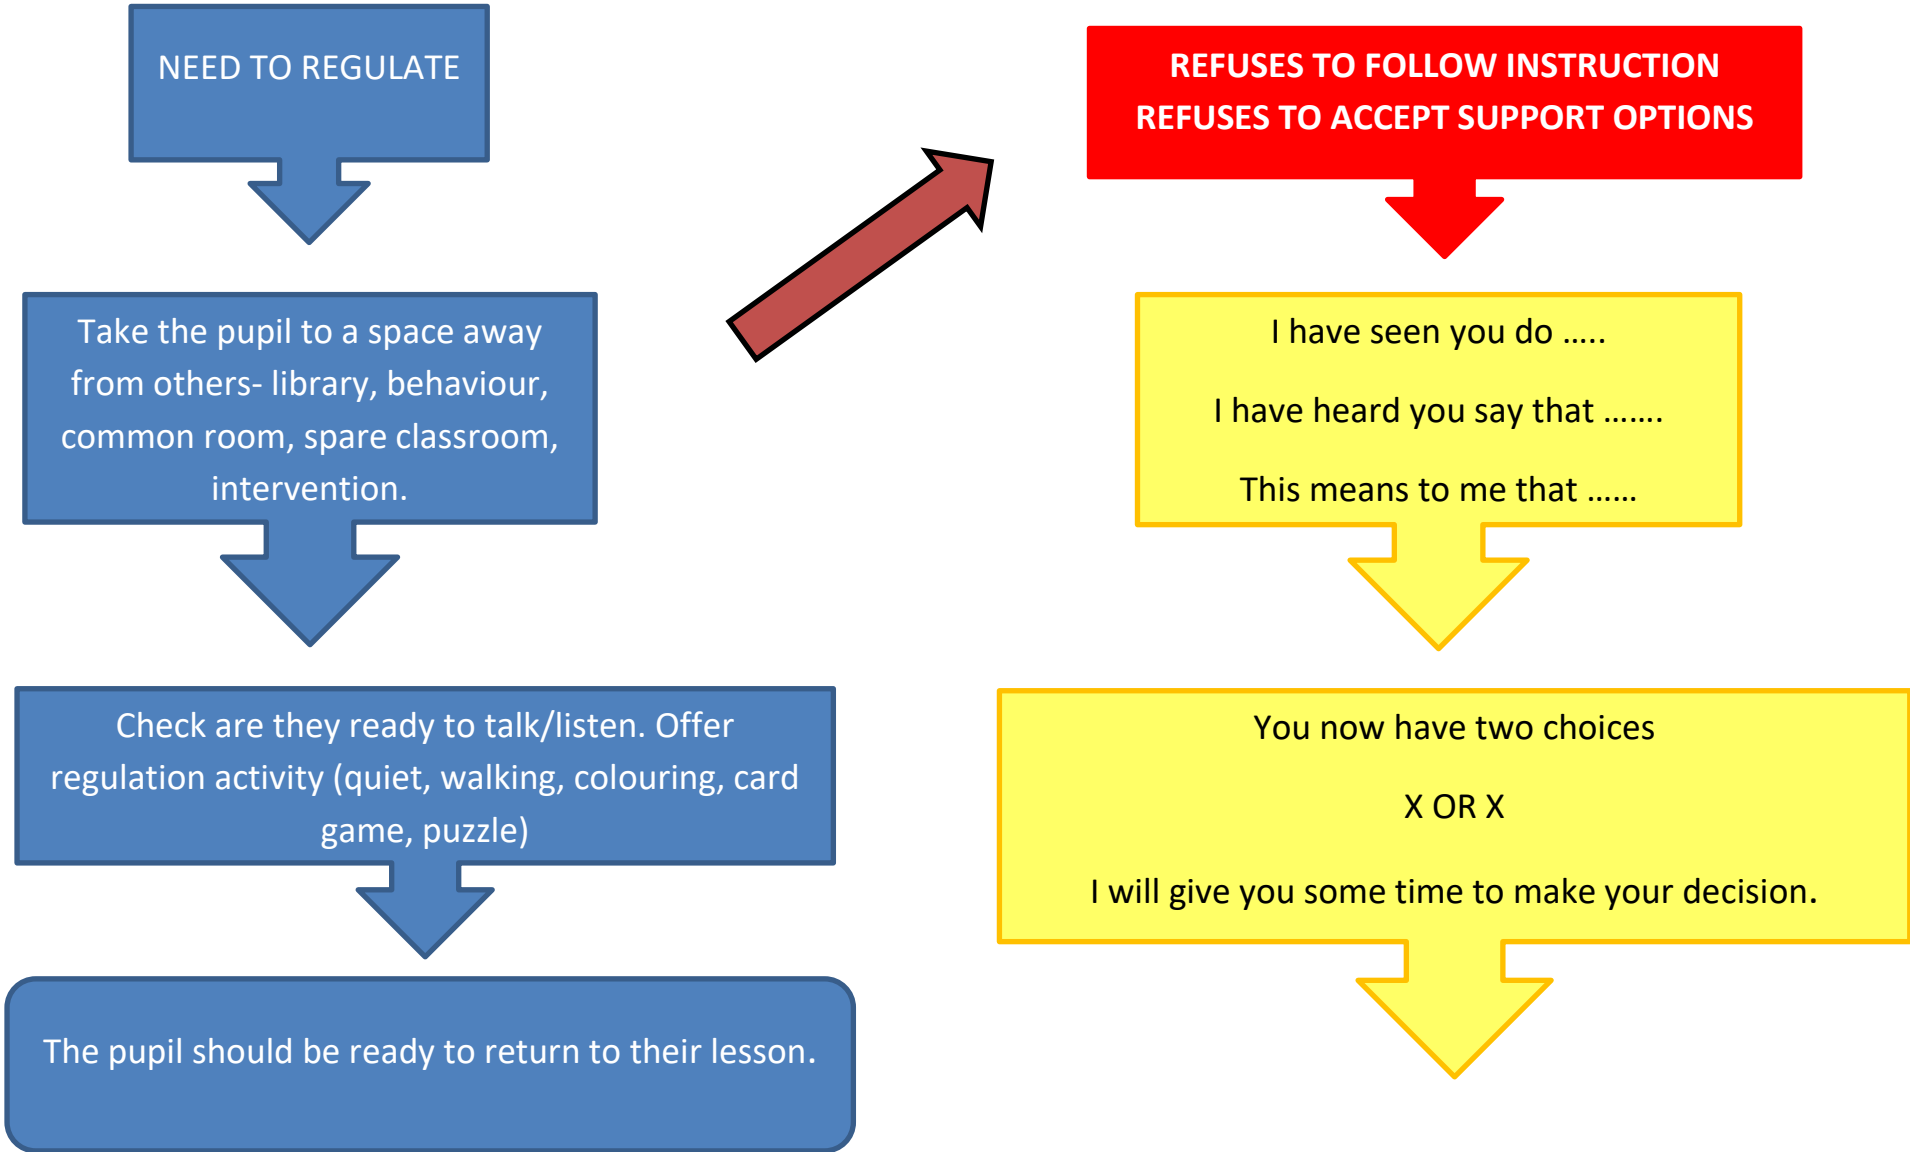 NEED TO REGULATE
Take the pupil to a space away
from others- library, behaviour,
common room, spare classroom,
intervention.
Check are they ready to talk/listen. Offer
regulation activity (quiet, walking, colouring, card
game, puzzle)
The pupil should be ready to return to their lesson.
REFUSES TO FOLLOW INSTRUCTION
REFUSES TO ACCEPT SUPPORT OPTIONS
I have seen you do …..
I have heard you say that …….
This means to me that ……
You now have two choices
X OR X
I will give you some time to make your decision.